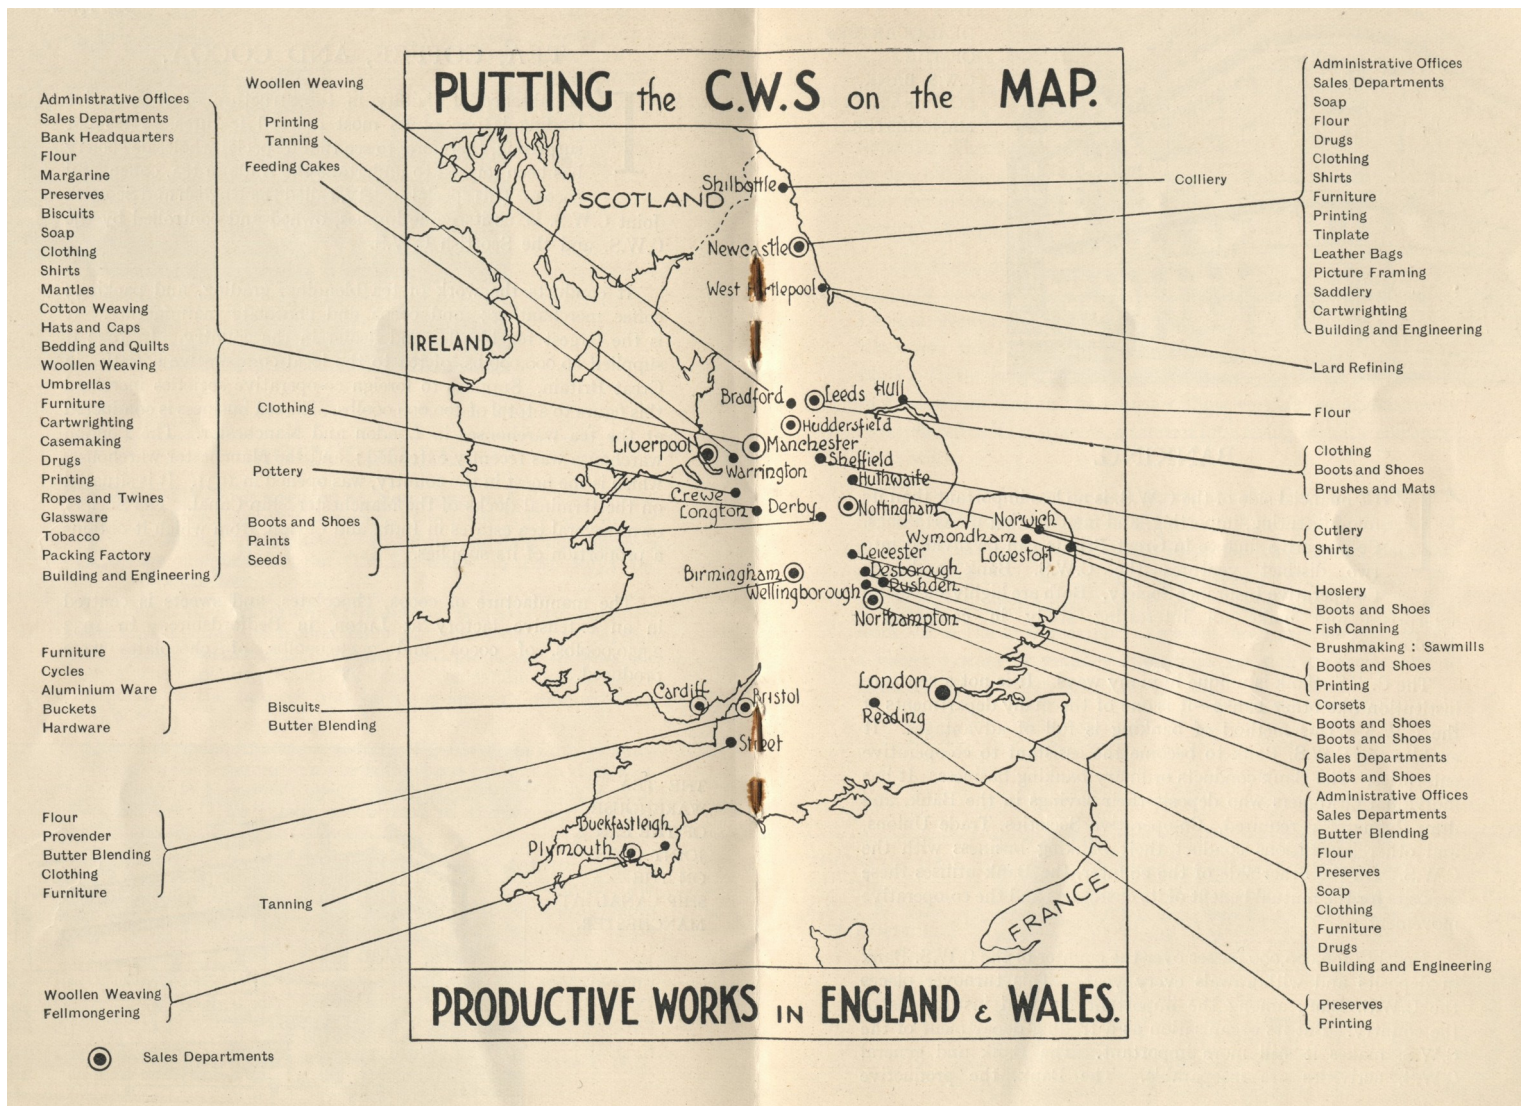 PUTTING the C.W.S on the MAP.
Administrative Offices
Sales Departments
Bank Headquarters
Flour
Margarine
Preserves
Biscuits
Soap
Clothing
Shirts
Mantles
Cotton Weaving
Hats and Caps
Bedding and Quilts
Woollen Weaving
Umbrellas
Furniture
Cartwrighting
Casemaking
Drugs
Printing
Ropes and Twines
Glassware
Tobacco
Packing Factory
Building and Engineering
Furniture
Cycles
Aluminium Ware
Buckets
Hardware
Flour
Provender
Butter Blending
Clothing
Furniture
Woollen Weaving
Fellmongering
Sales Departments
Woollen Weaving
Printing
Tanning
Feeding Cakes
Clothing
Pottery
Boots and Shoes
Paints
Seeds
Biscuits
Butter Blending
Tanning
SCOTLAND
IRELAND
Shilbottle
Newcastle
West Hartlepool
Bradford
Leeds
Hull
Huddersfield
Liverpool
Manchester
Warrington
Sheffield
Huthwaite
Crewe
Longton
Derby
Nottingham
Norwich
Wymondham
Lowestoft
Leicester
Desborough
Birmingham
Rushden
Wellingborough
Northampton
London
Cardiff
Bristol
Reading
Street
Buckfastleigh
Plymouth
FRANCE
Colliery
Administrative Offices
Sales Departments
Soap
Flour
Drugs
Clothing
Shirts
Furniture
Printing
Tinplate
Leather Bags
Picture Framing
Saddlery
Cartwrighting
Building and Engineering
Lard Refining
Flour
Clothing
Boots and Shoes
Brushes and Mats
Cutlery
Shirts
Hosiery
Boots and Shoes
Fish Canning
Brushmaking : Sawmills
Boots and Shoes
Printing
Corsets
Boots and Shoes
Boots and Shoes
Sales Departments
Boots and Shoes
Administrative Offices
Sales Departments
Butter Blending
Flour
Preserves
Soap
Clothing
Furniture
Drugs
Building and Engineering
Preserves
Printing
PRODUCTIVE WORKS IN ENGLAND & WALES.